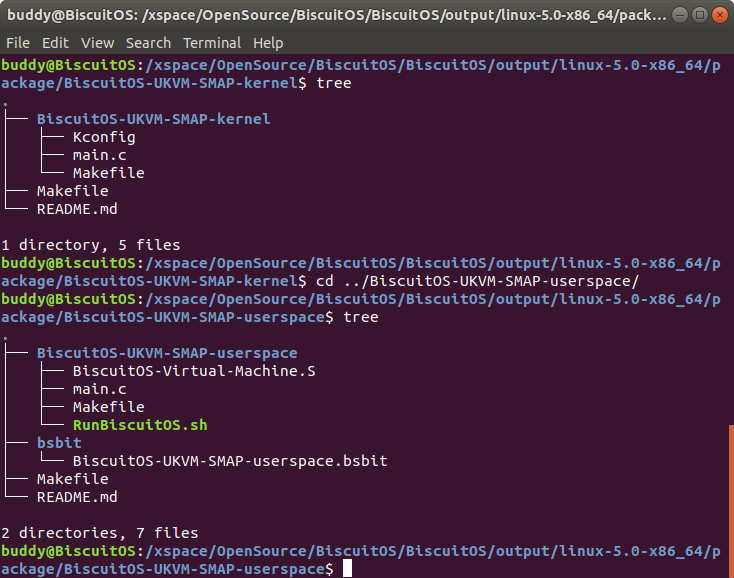 buddy@BiscuitOS: /xspace/OpenSource/BiscuitOS/BiscuitOS/output/linux-5.0-x86_64/pack...
File Edit View Search Terminal Help
buddy@BiscuitOS:/xspace/OpenSource/BiscuitOS/BiscuitOS/output/linux-5.0-x86_64/p
ackage/BiscuitOS-UKVM-SMAP-kernel$ tree
.
├── BiscuitOS-UKVM-SMAP-kernel
│   ├── Kconfig
│   ├── main.c
│   └── Makefile
├── Makefile
└── README.md
1 directory, 5 files
buddy@BiscuitOS:/xspace/OpenSource/BiscuitOS/BiscuitOS/output/linux-5.0-x86_64/p
ackage/BiscuitOS-UKVM-SMAP-kernel$ cd ../BiscuitOS-UKVM-SMAP-userspace/
buddy@BiscuitOS:/xspace/OpenSource/BiscuitOS/BiscuitOS/output/linux-5.0-x86_64/p
ackage/BiscuitOS-UKVM-SMAP-userspace$ tree
.
├── BiscuitOS-UKVM-SMAP-userspace
│   ├── BiscuitOS-Virtual-Machine.S
│   ├── main.c
│   ├── Makefile
│   └── RunBiscuitOS.sh
├── bsbit
│   └── BiscuitOS-UKVM-SMAP-userspace.bsbit
├── Makefile
└── README.md
2 directories, 7 files
buddy@BiscuitOS:/xspace/OpenSource/BiscuitOS/BiscuitOS/output/linux-5.0-x86_64/p
ackage/BiscuitOS-UKVM-SMAP-userspace$